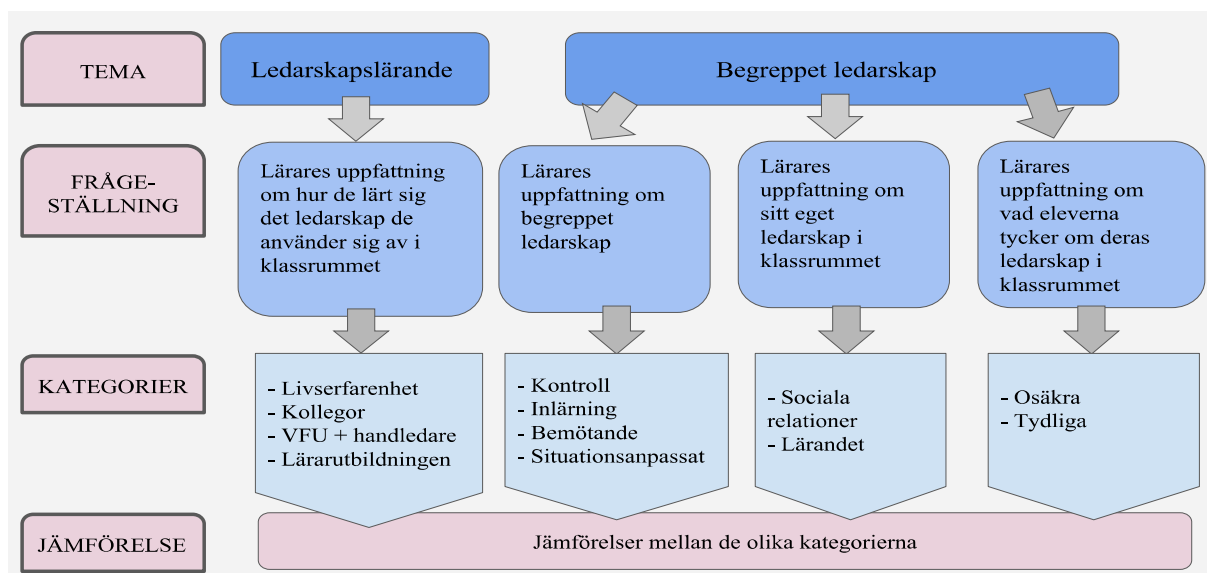 TEMA
Ledarskapslärande
Begreppet ledarskap
FRÅGE-
STÄLLNING
Lärares uppfattning
om hur de lärt sig
det ledarskap de
använder sig av i
klassrummet
Lärares
uppfattning om
begreppet
ledarskap
Lärares
uppfattning om
sitt eget
ledarskap i
klassrummet
Lärares
uppfattning om
vad eleverna
tycker om deras
ledarskap i
klassrummet
KATEGORIER
- Livserfarenhet
- Kollegor
- VFU + handledare
- Lärarutbildningen
- Kontroll
- Inlärning
- Bemötande
- Situationsanpassat
- Sociala
relationer
- Lärandet
- Osäkra
- Tydliga
JÄMFÖRELSE
Jämförelser mellan de olika kategorierna